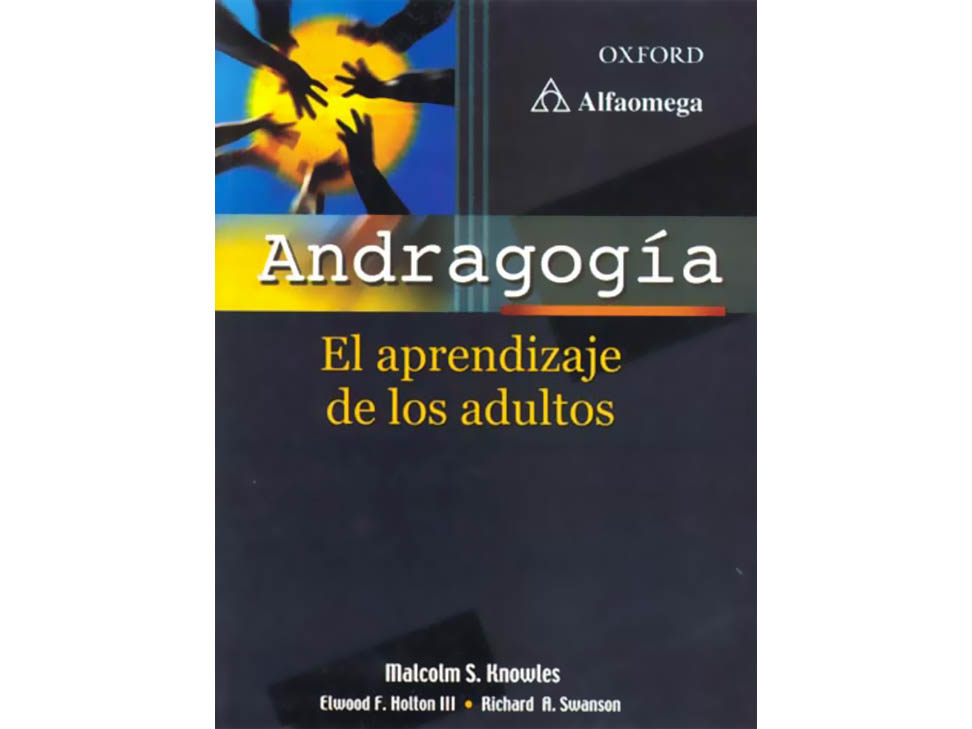 OXFORD
Alfaomega
Andragogía
El aprendizaje
de los adultos
Malcolm S. Knowles
Elwood F. Holton III • Richard A. Swanson